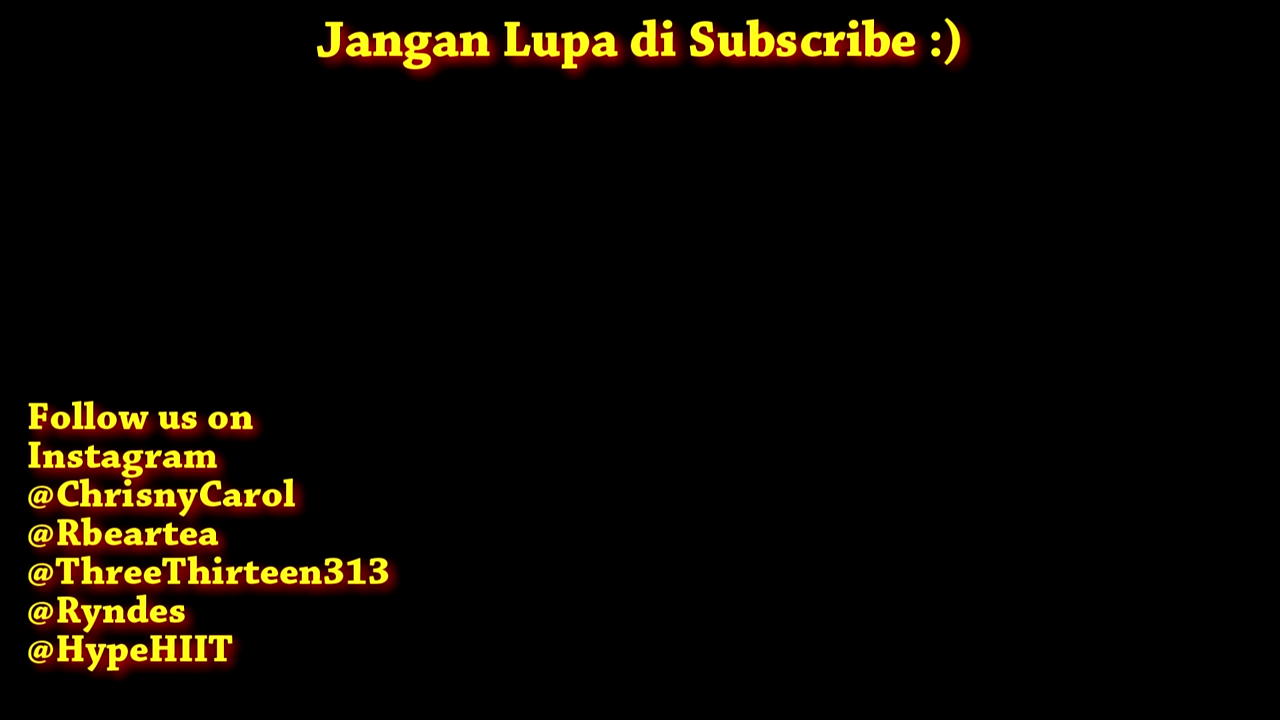 Jangan Lupa di Subscribe :)
Follow us on
Instagram
@ChrisnyCarol
@Rbeartea
@ThreeThirteen313
@Ryndes
@HypeHIIT